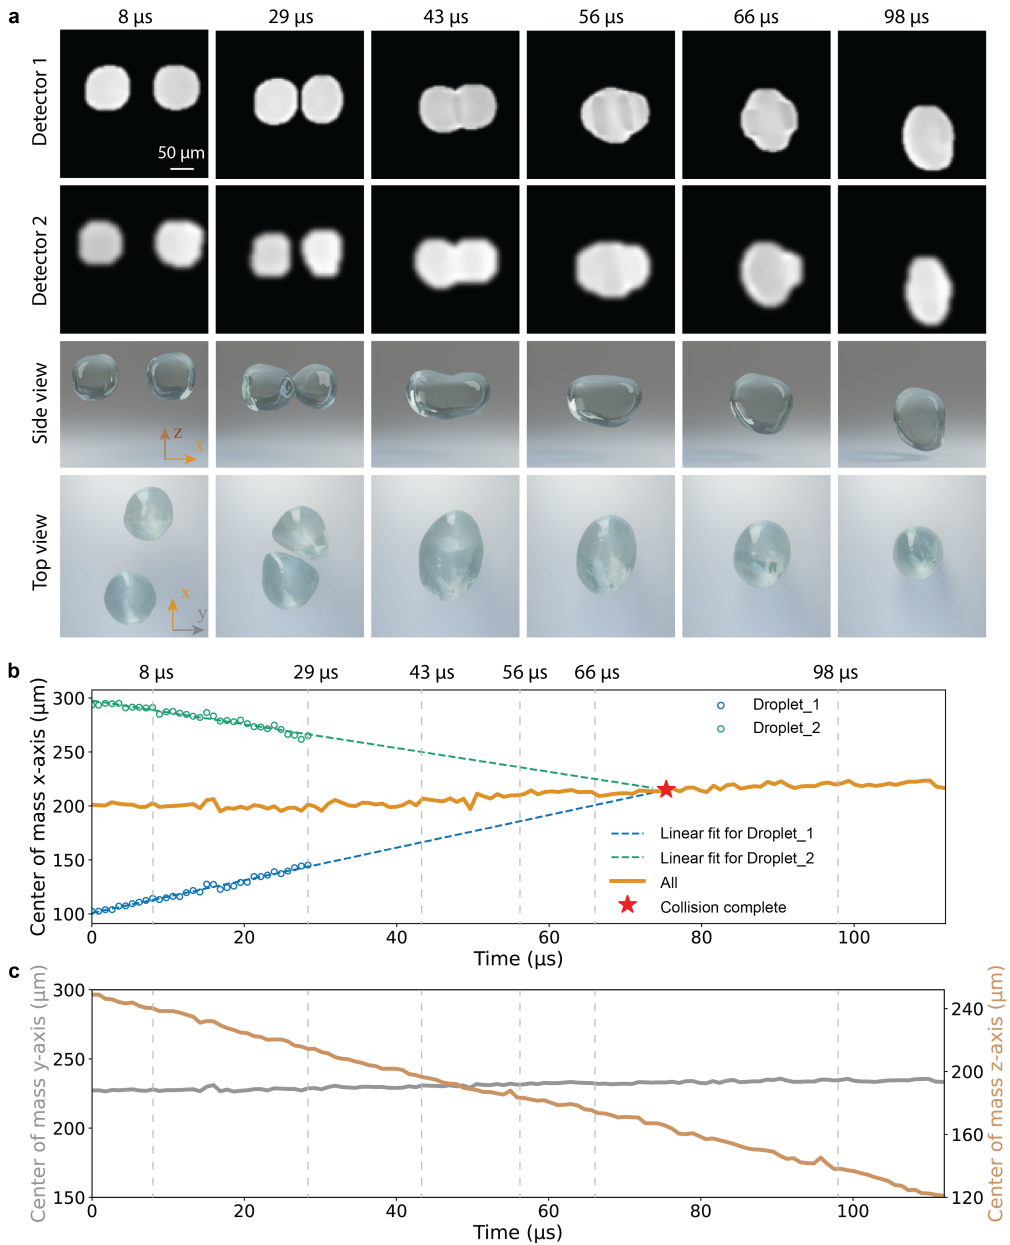 a
8 μs 29 μs 43 μs 56 μs 66 μs 98 μs
Detector 1
50 μm
Detector 2
Side view
z
x
Top view
x
y
b
8 μs 29 μs 43 μs 56 μs 66 μs 98 μs
Center of mass x-axis (μm)
300
250
200
150
100
Droplet_1
Droplet_2
Linear fit for Droplet_1
Linear fit for Droplet_2
All
Collision complete
0 20 40 60 80 100
Time (μs)
c
Center of mass y-axis (μm)
300
250
200
150
240
200
160
120
Center of mass z-axis (μm)
0 20 40 60 80 100
Time (μs)